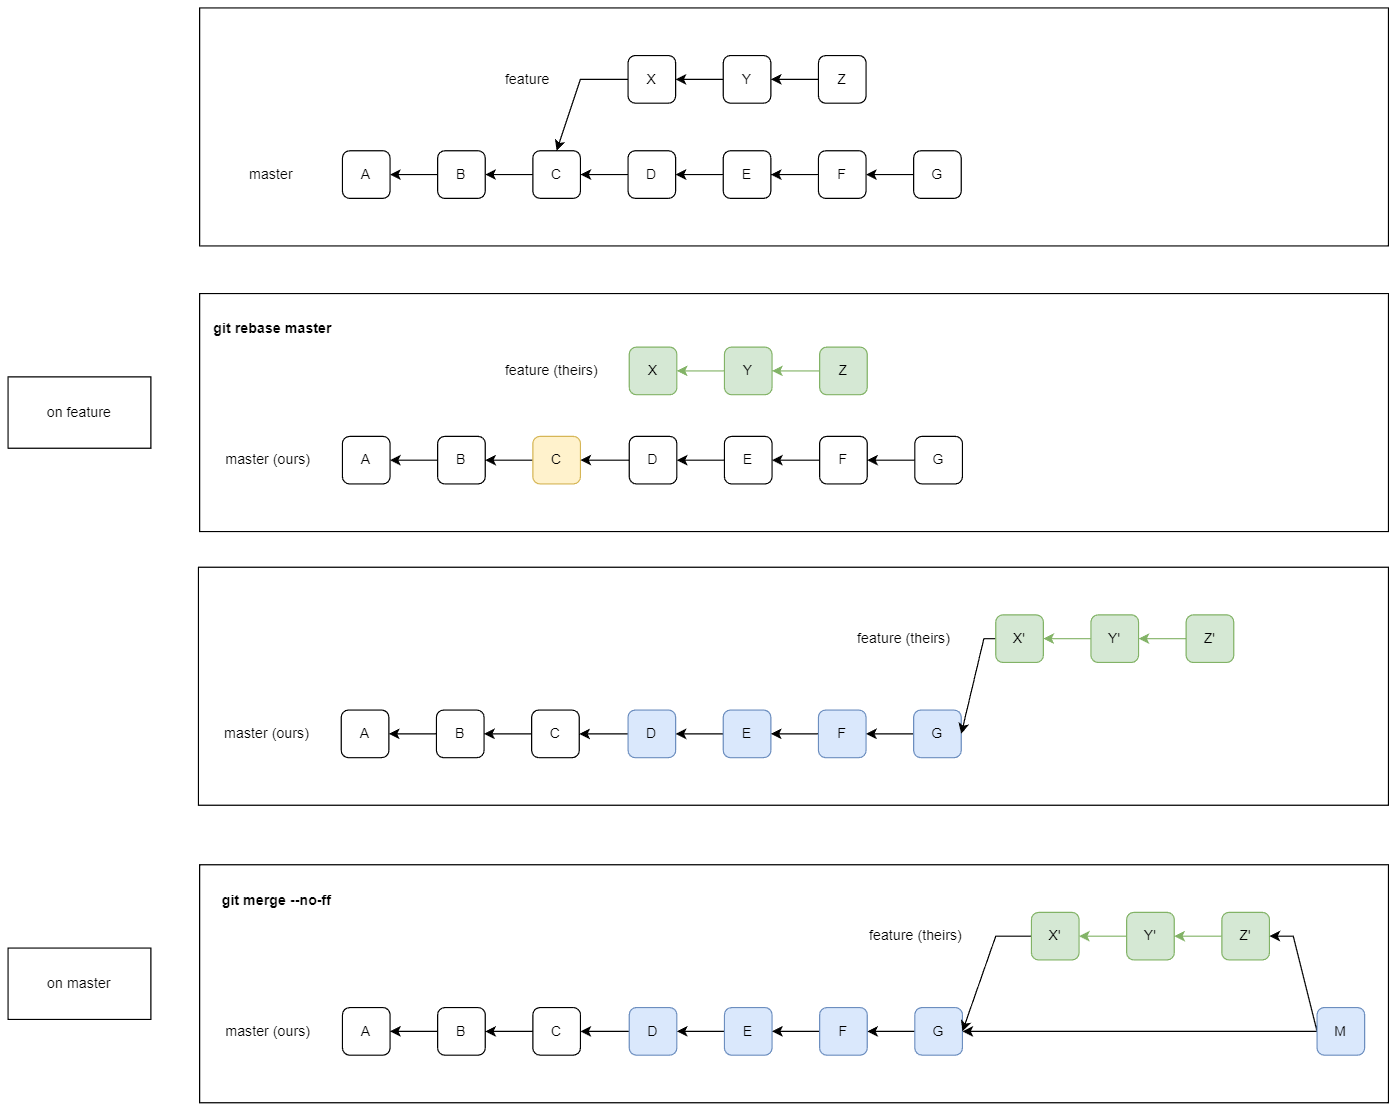 feature
X
Y
Z
master
A
B
C
D
E
F
G
git rebase master
feature (theirs)
X
Y
Z
on feature
master (ours)
A
B
C
D
E
F
G
feature (theirs)
X'
Y'
Z'
master (ours)
A
B
C
D
E
F
G
git merge --no-ff
feature (theirs)
X'
Y'
Z'
on master
master (ours)
A
B
C
D
E
F
G
M